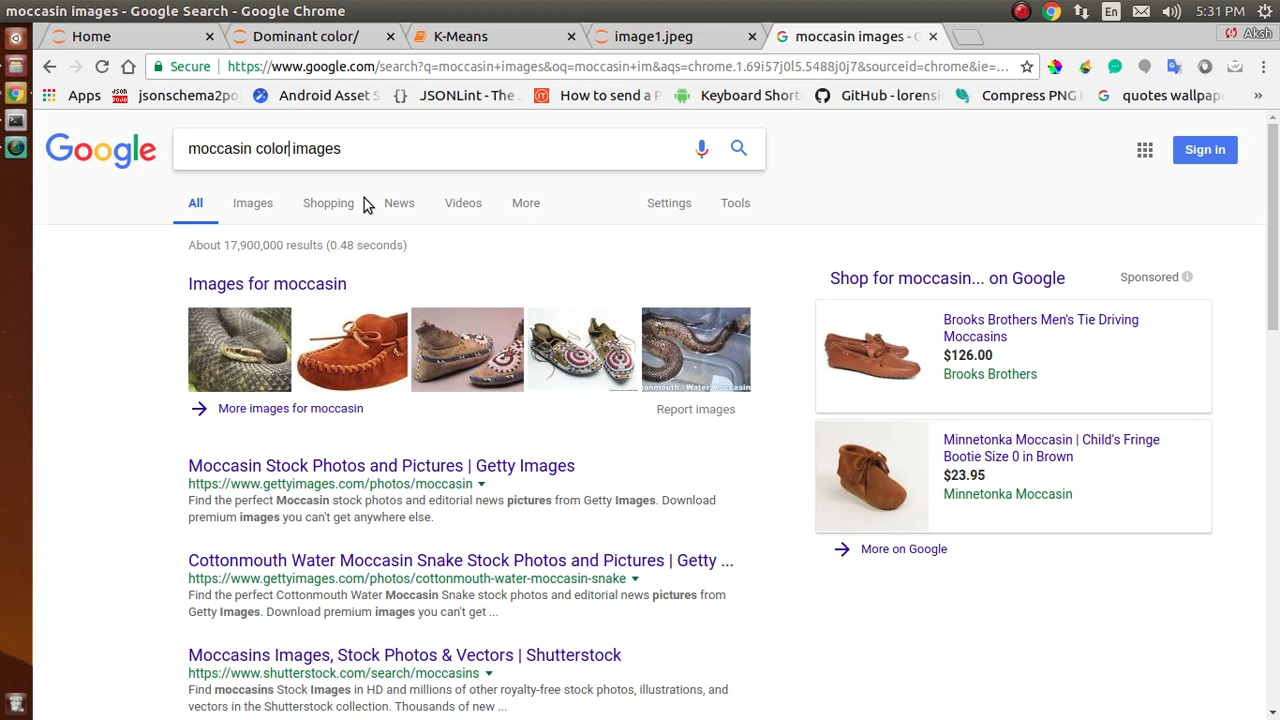 moccasin images - Google Search - Google Chrome
En
5:31 PM
Home
Dominant color/
K-Means
image1.jpeg
moccasin images - G
Aksh
Secure
https://www.google.com/search?q=moccasin+images&oq=moccasin+im&aqs=chrome.1.69i57j0l5.5488j0j7&sourceid=chrome&ie=...
Apps
jsonschema2po
Android Asset S
{} JSONLint - The
How to send a P
Keyboard Short
GitHub - lorensi
Compress PNG I
quotes wallpap
»
Google
moccasin color images
Sign in
All Images Shopping News Videos More Settings Tools
About 17,900,000 results (0.48 seconds)
Images for moccasin
More images for moccasin
Report images
Moccasin Stock Photos and Pictures | Getty Images
https://www.gettyimages.com/photos/moccasin
Find the perfect Moccasin stock photos and editorial news pictures from Getty Images. Download
premium images you can't get anywhere else.
Cottonmouth Water Moccasin Snake Stock Photos and Pictures | Getty ...
https://www.gettyimages.com/photos/cottonmouth-water-moccasin-snake
Find the perfect Cottonmouth Water Moccasin Snake stock photos and editorial news pictures from
Getty Images. Download premium images you can't get ...
Moccasins Images, Stock Photos & Vectors | Shutterstock
https://www.shutterstock.com/search/moccasins
Find moccasins Stock Images in HD and millions of other royalty-free stock photos, illustrations, and
vectors in the Shutterstock collection. Thousands of new ...
Shop for moccasin... on Google
Sponsored
Brooks Brothers Men's Tie Driving
Moccasins
$126.00
Brooks Brothers
Minnetonka Moccasin | Child's Fringe
Bootie Size 0 in Brown
$23.95
Minnetonka Moccasin
More on Google